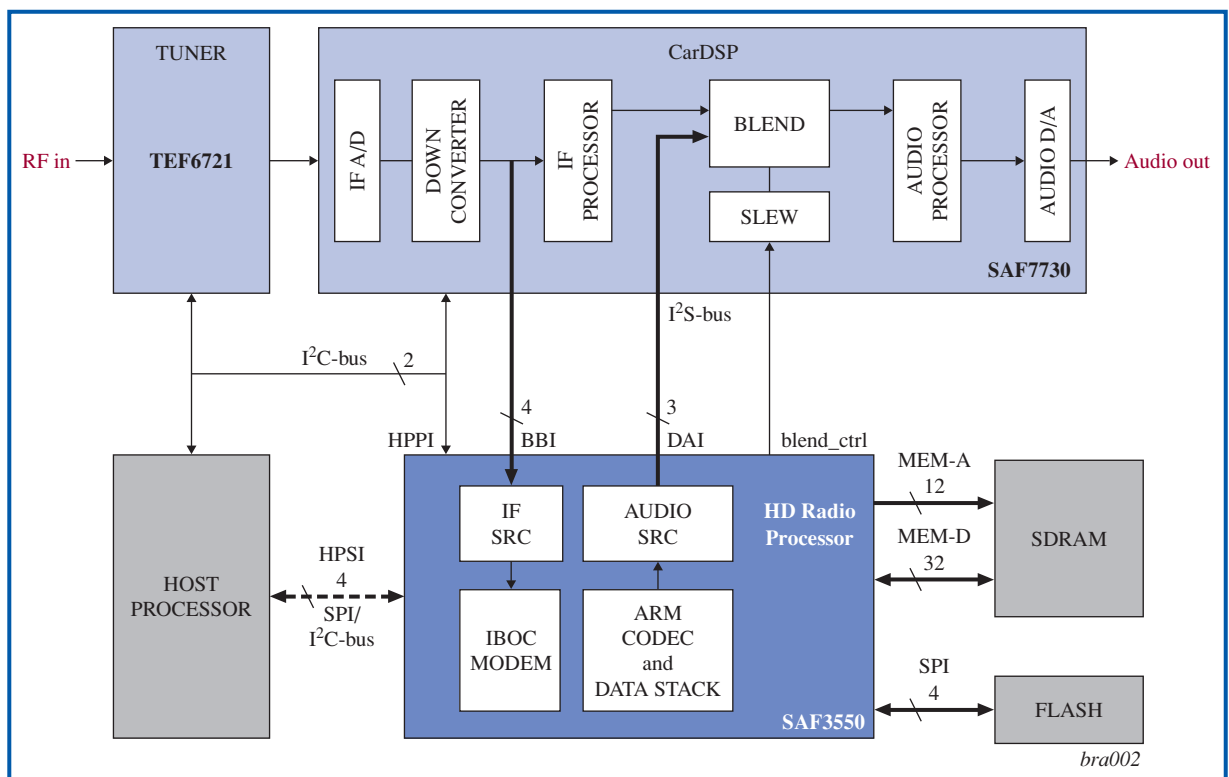 TUNER
TEF6721
RF in
CarDSP
IF A/D
DOWN
CONVERTER
IF
PROCESSOR
BLEND
SLEW
AUDIO
PROCESSOR
AUDIO D/A
Audio out
SAF7730
I²S-bus
I²C-bus
2
4
3
HPPI
BBI
DAI
blend_ctrl
HOST
PROCESSOR
HPSI
4
SPI/
I²C-bus
IF
SRC
AUDIO
SRC
HD Radio
Processor
IBOC
MODEM
ARM
CODEC
and
DATA STACK
SAF3550
MEM-A
12
MEM-D
32
SDRAM
SPI
4
FLASH
bra002